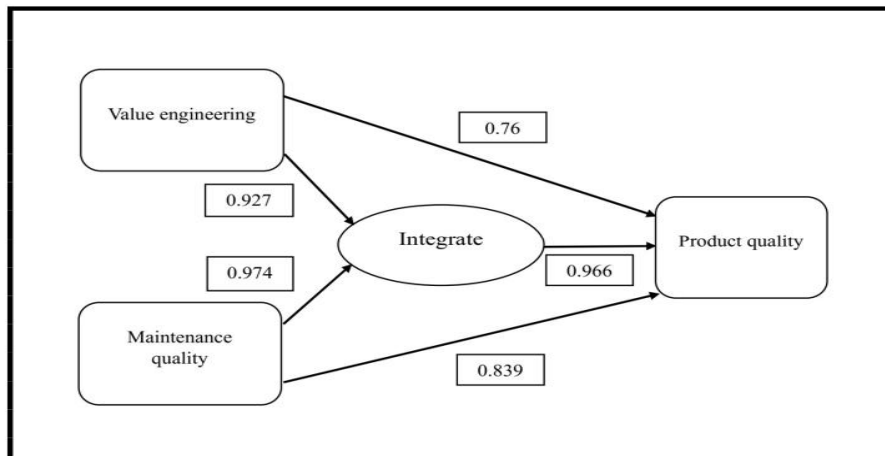 Value engineering
0.76
0.927
Integrate
Product quality
0.974
0.966
Maintenance
quality
0.839